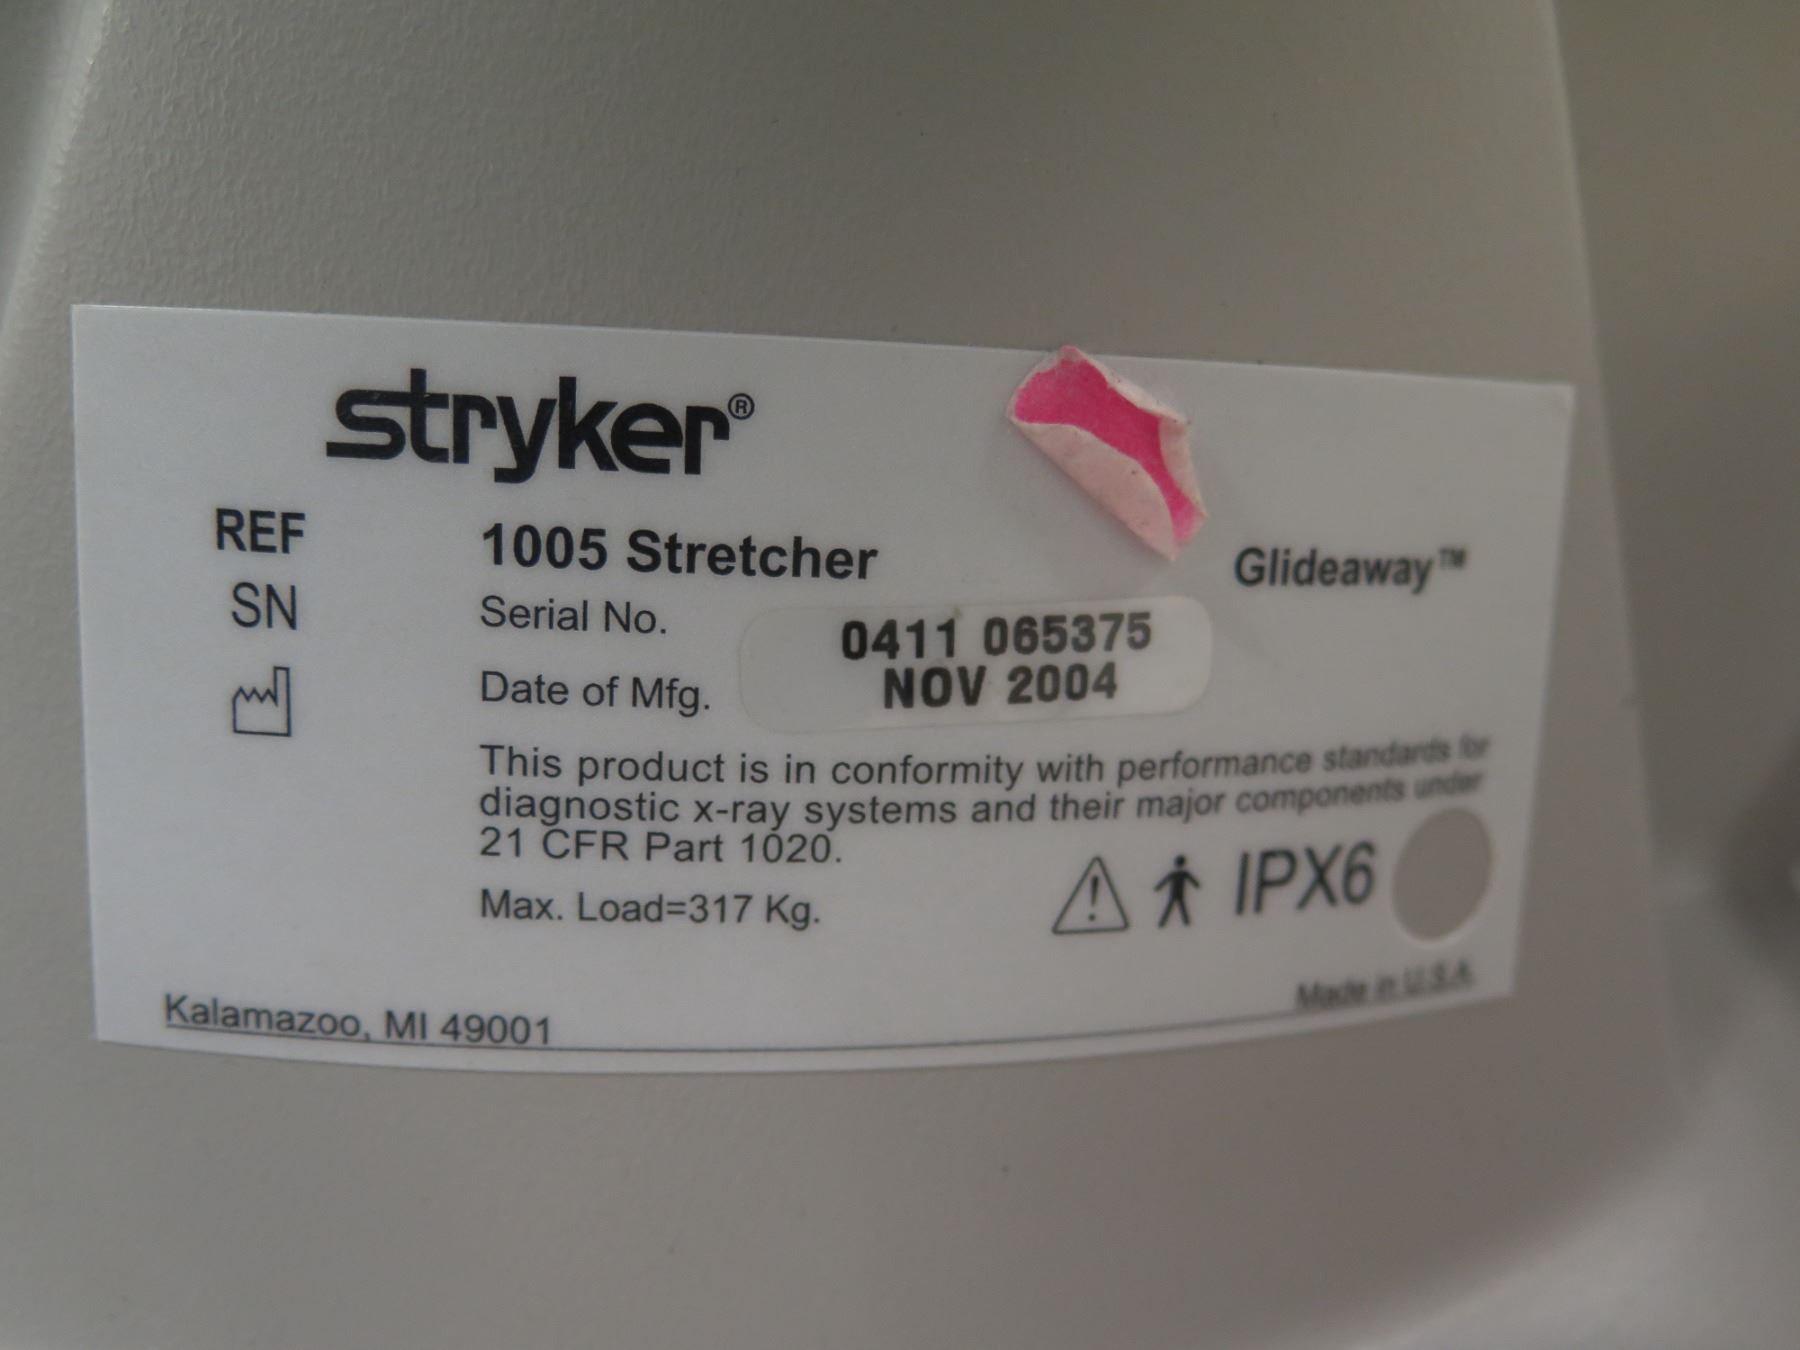 stryker®
REF 1005 Stretcher Glideaway™
SN Serial No. 0411 065375
Date of Mfg. NOV 2004
This product is in conformity with performance standards for
diagnostic x-ray systems and their major components under
21 CFR Part 1020.
Max. Load=317 Kg. IPX6
Kalamazoo, MI 49001 Made in U.S.A.